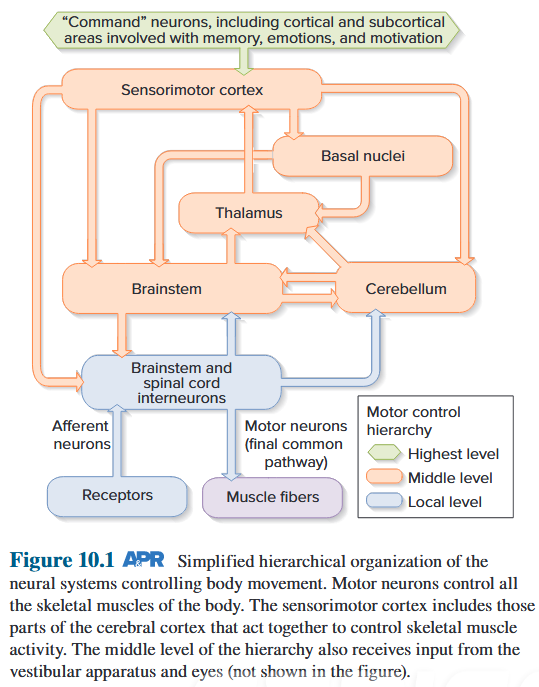 “Command” neurons, including cortical and subcortical
areas involved with memory, emotions, and motivation
Sensorimotor cortex
Basal nuclei
Thalamus
Brainstem
Cerebellum
Brainstem and
spinal cord
interneurons
Afferent
neurons
Motor neurons
(final common
pathway)
Receptors
Muscle fibers
Motor control
hierarchy
Highest level
Middle level
Local level
Figure 10.1 AP&R Simplified hierarchical organization of the
neural systems controlling body movement. Motor neurons control all
the skeletal muscles of the body. The sensorimotor cortex includes those
parts of the cerebral cortex that act together to control skeletal muscle
activity. The middle level of the hierarchy also receives input from the
vestibular apparatus and eyes (not shown in the figure).